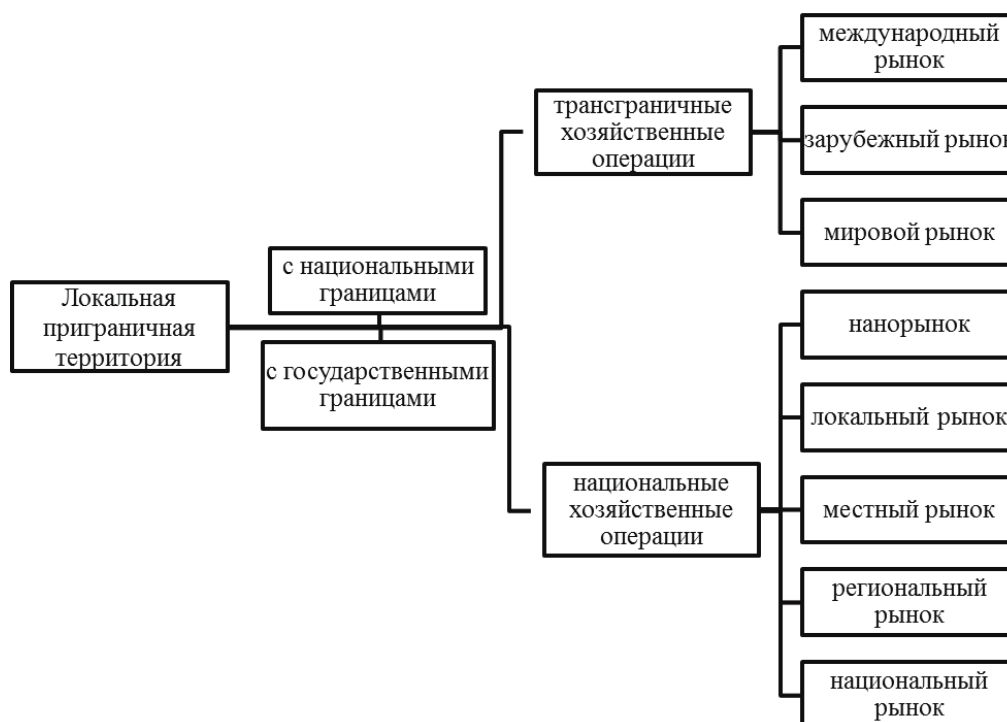 Локальная
приграничная
территория
с национальными
границами
с государственными
границами
трансграничные
хозяйственные
операции
международный
рынок
зарубежный рынок
мировой рынок
национальные
хозяйственные
операции
нанорынок
локальный рынок
местный рынок
региональный
рынок
национальный
рынок